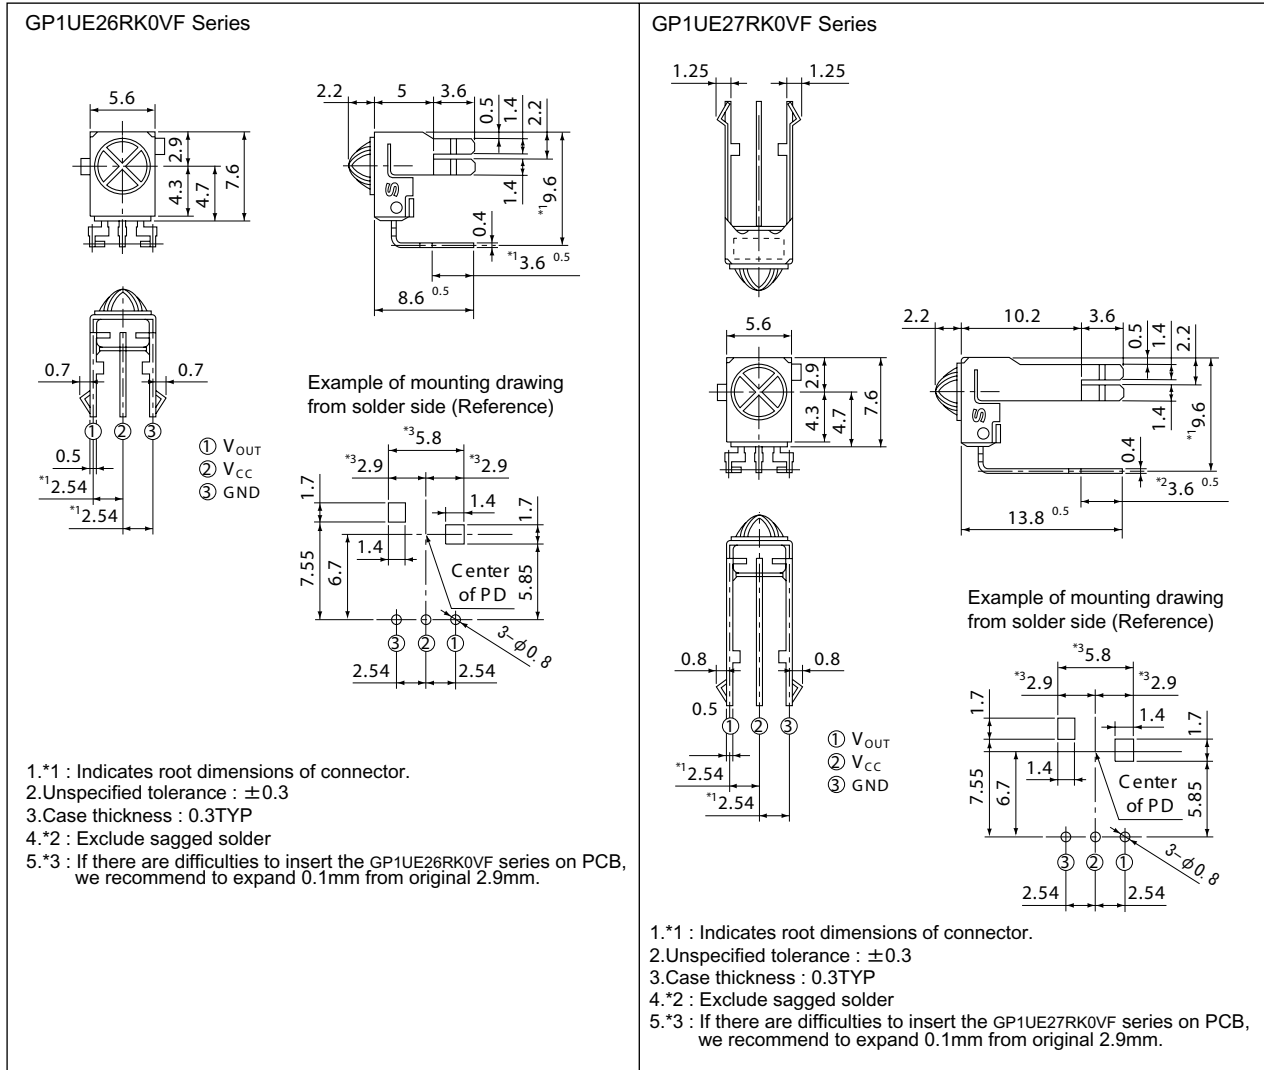 GP1UE26RK0VF Series
5.6
2.9
4.3
4.7
7.6
2.2
5
3.6
0.5
1.4
2.2
1.4
*19.6
0.4
*13.6 0.5
8.6 0.5
S
0.7
0.7
① ② ③
0.5
*12.54
*12.54
① VOUT
② VCC
③ GND
Example of mounting drawing
from solder side (Reference)
*35.8
*32.9
*32.9
1.7
1.4
1.7
1.4
7.55
6.7
Center
of PD
5.85
③ ② ①
3-φ0.8
2.54
2.54
1.*1 : Indicates root dimensions of connector.
2.Unspecified tolerance : ±0.3
3.Case thickness : 0.3TYP
4.*2 : Exclude sagged solder
5.*3 : If there are difficulties to insert the GP1UE26RK0VF series on PCB,
we recommend to expand 0.1mm from original 2.9mm.
GP1UE27RK0VF Series
1.25
1.25
5.6
2.9
4.3
4.7
7.6
2.2
10.2
3.6
0.5
1.4
2.2
1.4
*19.6
0.4
*23.6 0.5
13.8 0.5
S
0.8
0.8
0.5
① ② ③
*12.54
*12.54
① VOUT
② VCC
③ GND
Example of mounting drawing
from solder side (Reference)
*35.8
*32.9
*32.9
1.7
1.4
1.7
1.4
7.55
6.7
Center
of PD
5.85
③ ② ①
3-φ0.8
2.54
2.54
1.*1 : Indicates root dimensions of connector.
2.Unspecified tolerance : ±0.3
3.Case thickness : 0.3TYP
4.*2 : Exclude sagged solder
5.*3 : If there are difficulties to insert the GP1UE27RK0VF series on PCB,
we recommend to expand 0.1mm from original 2.9mm.